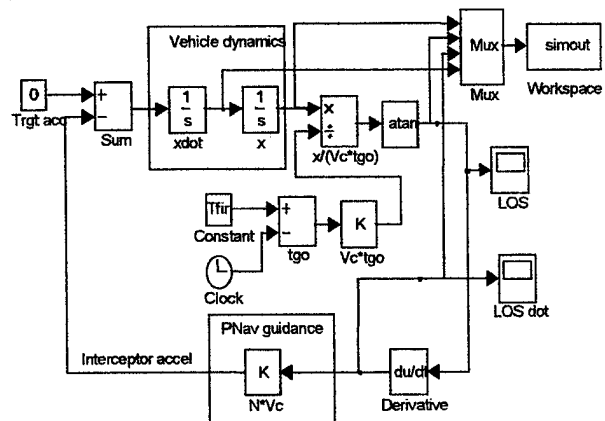 Vehicle dynamics
Mux
simout
Mux
Workspace
0
+
−
Trgt acc
Sum
1
s
xdot
1
s
x
x
÷
x/(Vc*tgo)
atan
LOS
Tfin
Constant
+
−
tgo
K
Vc*tgo
Clock
LOS dot
PNav guidance
Interceptor accel
K
N*Vc
du/dt
Derivative